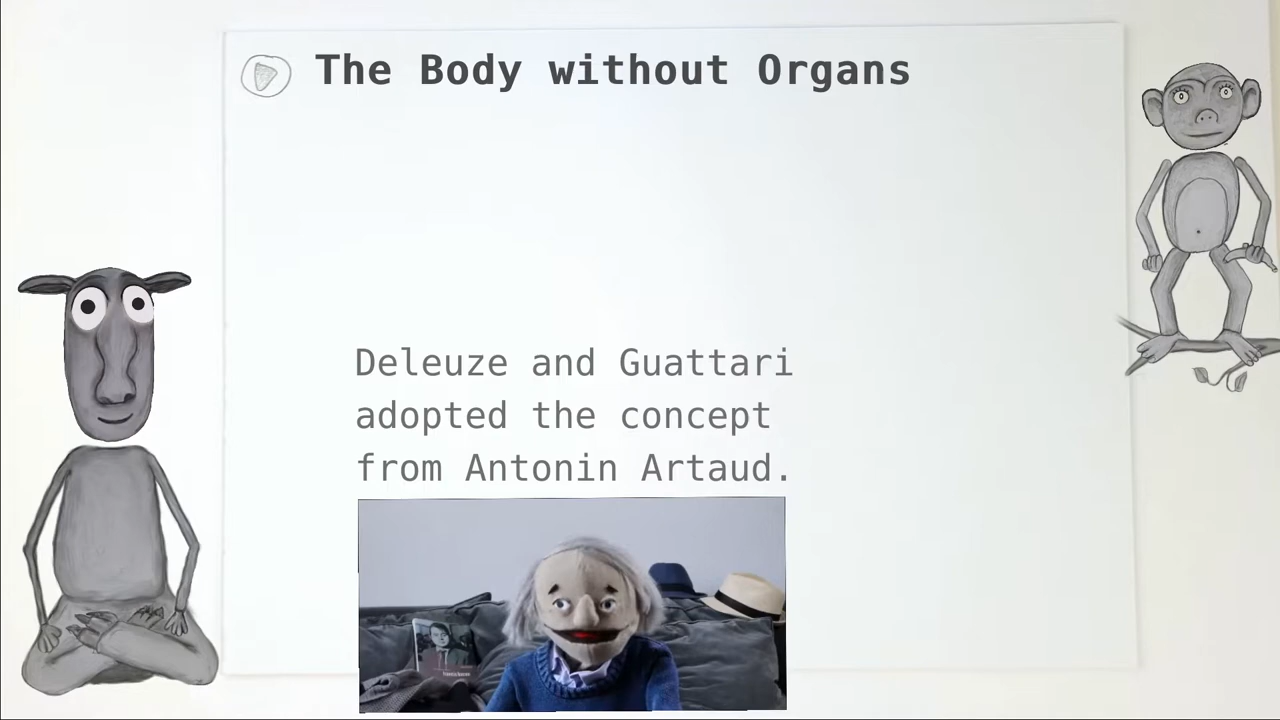 The Body without Organs
Deleuze and Guattari
adopted the concept
from Antonin Artaud.